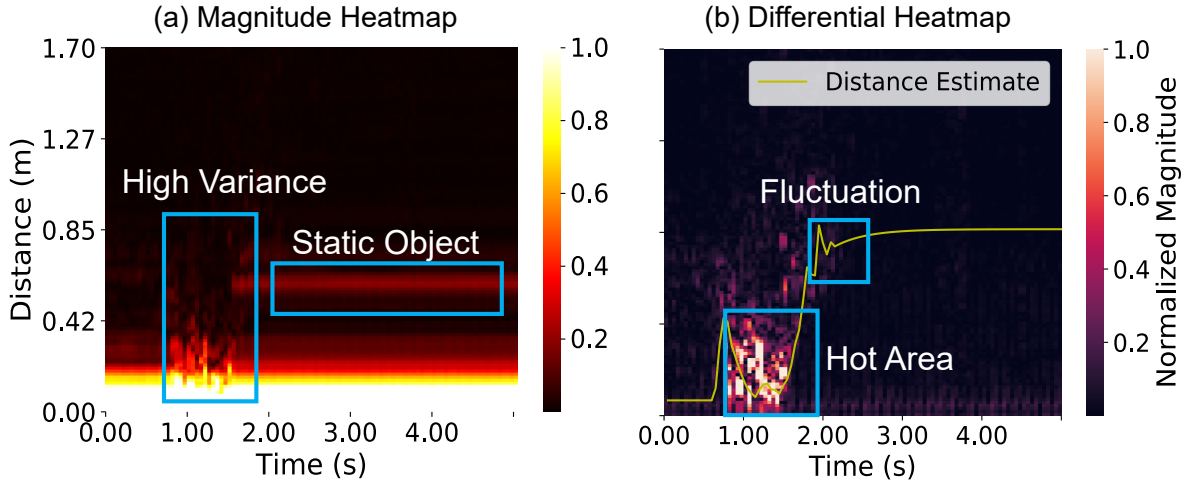 (a) Magnitude Heatmap
(b) Differential Heatmap
1.70
1.27
0.85
0.42
0.00
Distance (m)
High Variance
Static Object
0.00 1.00 2.00 3.00 4.00
Time (s)
1.0
0.8
0.6
0.4
0.2
Distance Estimate
Fluctuation
Hot Area
0.00 1.00 2.00 3.00 4.00
Time (s)
1.0
0.8
0.6
0.4
0.2
Normalized Magnitude